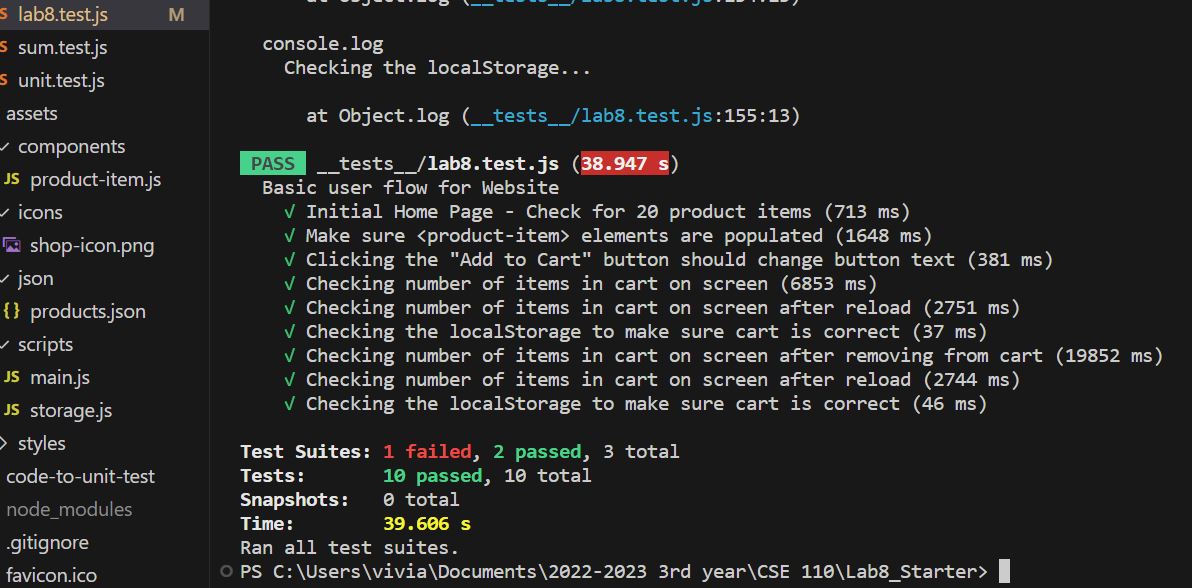 lab8.test.js M
sum.test.js
unit.test.js
assets
components
JS product-item.js
icons
shop-icon.png
json
{} products.json
scripts
JS main.js
JS storage.js
styles
code-to-unit-test
node_modules
.gitignore
favicon.ico
console.log
Checking the localStorage...
at Object.log (__tests__/lab8.test.js:155:13)
PASS __tests__/lab8.test.js (38.947 s)
Basic user flow for Website
√ Initial Home Page - Check for 20 product items (713 ms)
√ Make sure <product-item> elements are populated (1648 ms)
√ Clicking the "Add to Cart" button should change button text (381 ms)
√ Checking number of items in cart on screen (6853 ms)
√ Checking number of items in cart on screen after reload (2751 ms)
√ Checking the localStorage to make sure cart is correct (37 ms)
√ Checking number of items in cart on screen after removing from cart (19852 ms)
√ Checking number of items in cart on screen after reload (2744 ms)
√ Checking the localStorage to make sure cart is correct (46 ms)
Test Suites: 1 failed, 2 passed, 3 total
Tests: 10 passed, 10 total
Snapshots: 0 total
Time: 39.606 s
Ran all test suites.
PS C:\Users\vivia\Documents\2022-2023 3rd year\CSE 110\Lab8_Starter>